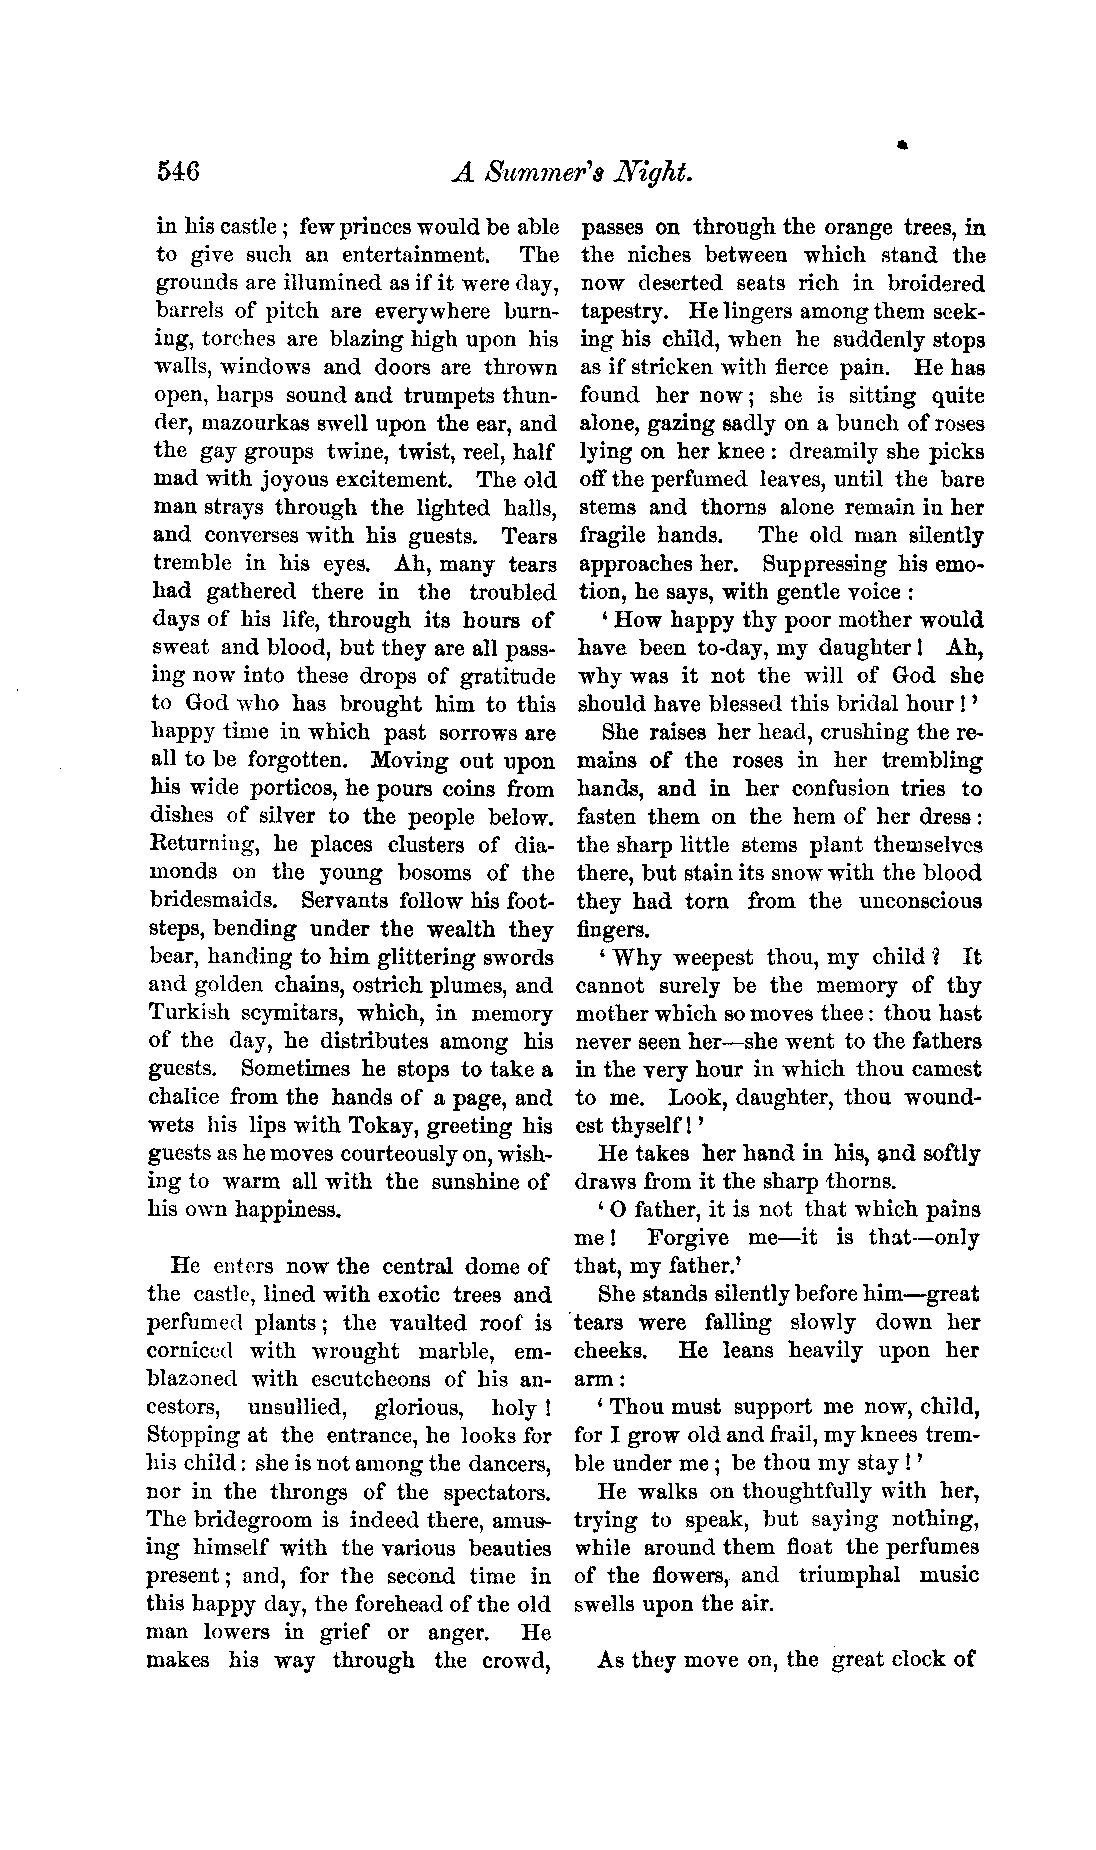 546 A Summer's Night.
in his castle ; few princes would be able
to give such an entertainment. The
grounds are illumined as if it were day,
barrels of pitch are everywhere burn-
ing, torches are blazing high upon his
walls, windows and doors are thrown
open, harps sound and trumpets thun-
der, mazourkas swell upon the ear, and
the gay groups twine, twist, reel, half
mad with joyous excitement. The old
man strays through the lighted halls,
and converses with his guests. Tears
tremble in his eyes. Ah, many tears
had gathered there in the troubled
days of his life, through its hours of
sweat and blood, but they are all pass-
ing now into these drops of gratitude
to God who has brought him to this
happy time in which past sorrows are
all to be forgotten. Moving out upon
his wide porticos, he pours coins from
dishes of silver to the people below.
Returning, he places clusters of dia-
monds on the young bosoms of the
bridesmaids. Servants follow his foot-
steps, bending under the wealth they
bear, handing to him glittering swords
and golden chains, ostrich plumes, and
Turkish scymitars, which, in memory
of the day, he distributes among his
guests. Sometimes he stops to take a
chalice from the hands of a page, and
wets his lips with Tokay, greeting his
guests as he moves courteously on, wish-
ing to warm all with the sunshine of
his own happiness.
He enters now the central dome of
the castle, lined with exotic trees and
perfumed plants ; the vaulted roof is
corniced with wrought marble, em-
blazoned with escutcheons of his an-
cestors, unsullied, glorious, holy !
Stopping at the entrance, he looks for
his child : she is not among the dancers,
nor in the throngs of the spectators.
The bridegroom is indeed there, amus-
ing himself with the various beauties
present ; and, for the second time in
this happy day, the forehead of the old
man lowers in grief or anger. He
makes his way through the crowd,
passes on through the orange trees, in
the niches between which stand the
now deserted seats rich in broidered
tapestry. He lingers among them seek-
ing his child, when he suddenly stops
as if stricken with fierce pain. He has
found her now ; she is sitting quite
alone, gazing sadly on a bunch of roses
lying on her knee : dreamily she picks
off the perfumed leaves, until the bare
stems and thorns alone remain in her
fragile hands. The old man silently
approaches her. Suppressing his emo-
tion, he says, with gentle voice :
‘ How happy thy poor mother would
have been to-day, my daughter ! Ah,
why was it not the will of God she
should have blessed this bridal hour ! ’
She raises her head, crushing the re-
mains of the roses in her trembling
hands, and in her confusion tries to
fasten them on the hem of her dress :
the sharp little stems plant themselves
there, but stain its snow with the blood
they had torn from the unconscious
fingers.
‘ Why weepest thou, my child ? It
cannot surely be the memory of thy
mother which so moves thee : thou hast
never seen her—she went to the fathers
in the very hour in which thou camest
to me. Look, daughter, thou wound-
est thyself ! ’
He takes her hand in his, and softly
draws from it the sharp thorns.
‘ O father, it is not that which pains
me ! Forgive me—it is that—only
that, my father.’
She stands silently before him—great
tears were falling slowly down her
cheeks. He leans heavily upon her
arm :
‘ Thou must support me now, child,
for I grow old and frail, my knees trem-
ble under me ; be thou my stay ! ’
He walks on thoughtfully with her,
trying to speak, but saying nothing,
while around them float the perfumes
of the flowers, and triumphal music
swells upon the air.
As they move on, the great clock of